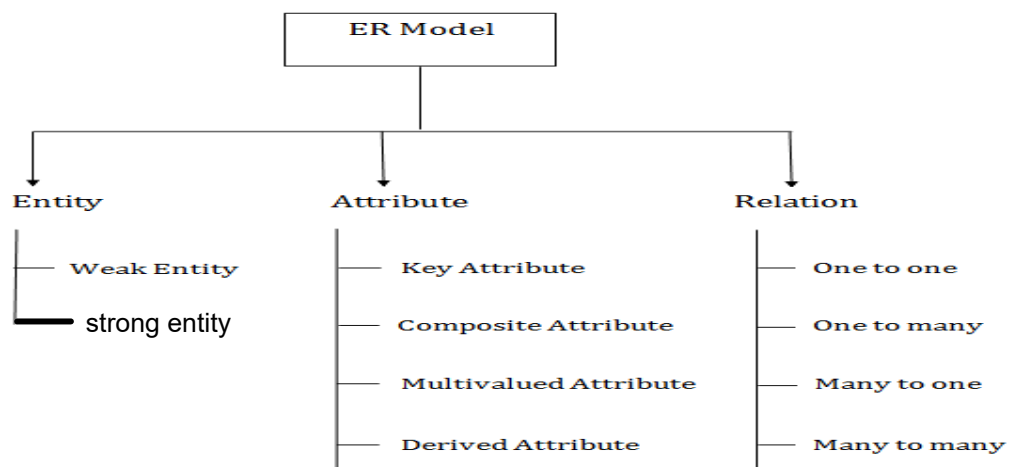 ER Model
Entity
Weak Entity
strong entity
Attribute
Key Attribute
Composite Attribute
Multivalued Attribute
Derived Attribute
Relation
One to one
One to many
Many to one
Many to many